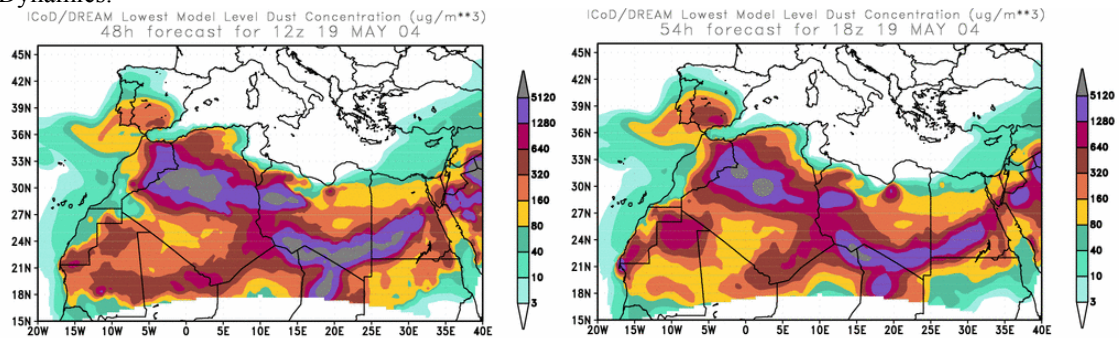 Dynamics.
ICoD/DREAM Lowest Model Level Dust Concentration (ug/m**3)
48h forecast for 12z 19 MAY 04
45N
42N
39N
36N
33N
30N
27N
24N
21N
18N
15N
20W 15W 10W 5W 0 5E 10E 15E 20E 25E 30E 35E 40E
5120
1280
640
320
160
80
40
10
3
ICoD/DREAM Lowest Model Level Dust Concentration (ug/m**3)
54h forecast for 18z 19 MAY 04
45N
42N
39N
36N
33N
30N
27N
24N
21N
18N
15N
20W 15W 10W 5W 0 5E 10E 15E 20E 25E 30E 35E 40E
5120
1280
640
320
160
80
40
10
3